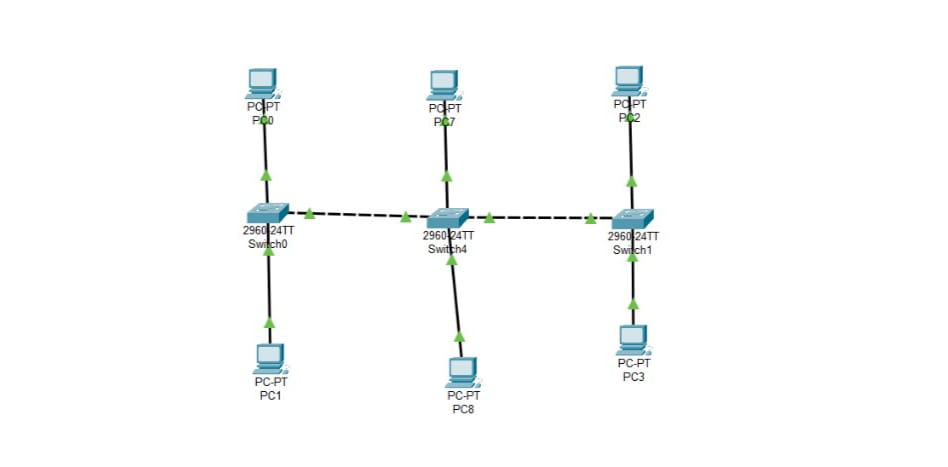 PC-PT
PC0
PC-PT
PC7
PC-PT
PC2
2960-24TT
Switch0
2960-24TT
Switch4
2960-24TT
Switch1
PC-PT
PC1
PC-PT
PC8
PC-PT
PC3